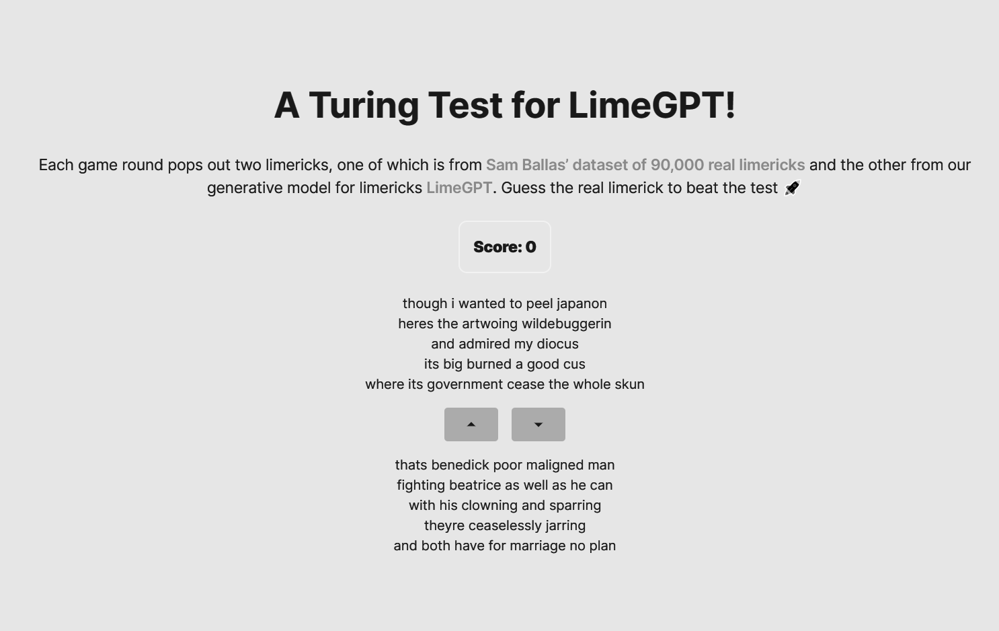 A Turing Test for LimeGPT!
Each game round pops out two limericks, one of which is from Sam Ballas’ dataset of 90,000 real limericks and the other from our
generative model for limericks LimeGPT. Guess the real limerick to beat the test 🚀
Score: 0
though i wanted to peel japanon
heres the artwoing wildebuggerin
and admired my diocus
its big burned a good cus
where its government cease the whole skun
thats benedick poor maligned man
fighting beatrice as well as he can
with his clowning and sparring
theyre ceaselessly jarring
and both have for marriage no plan